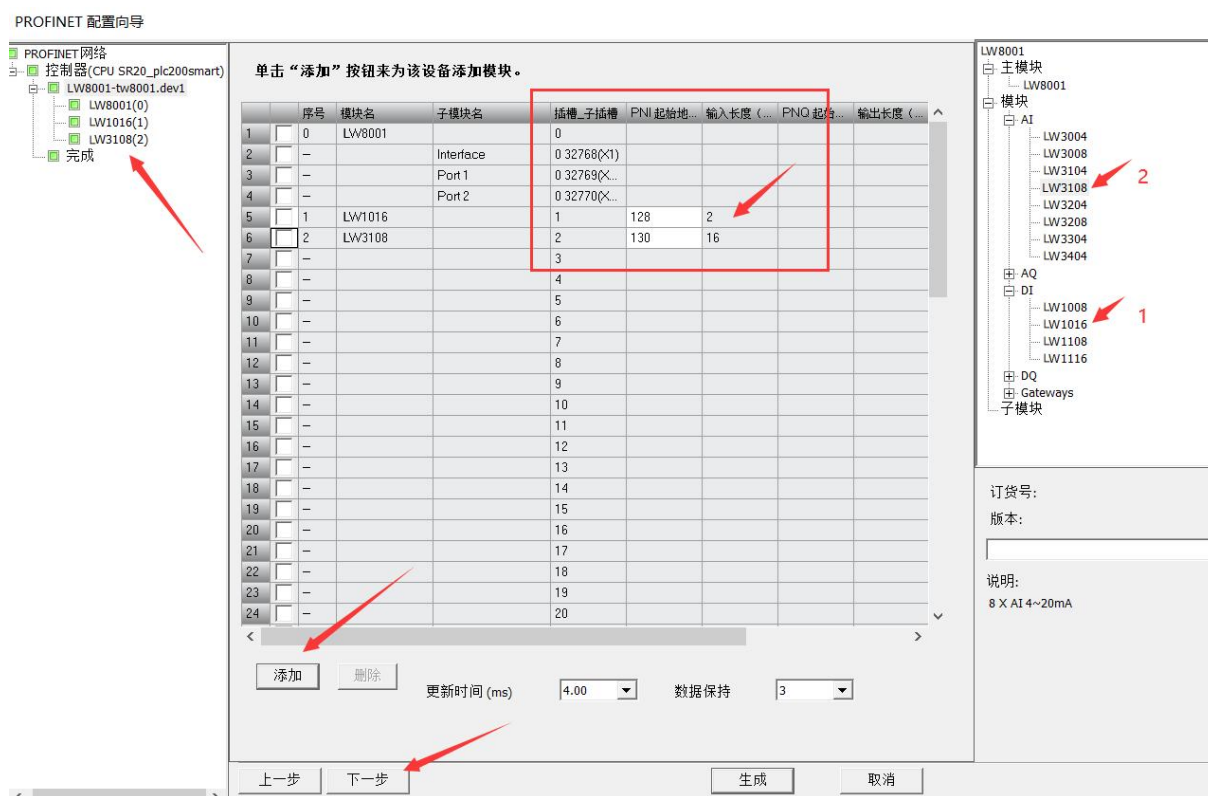 PROFINET 配置向导
PROFINET网络
控制器(CPU SR20_plc200smart)
LW8001-tw8001.dev1
LW8001(0)
LW1016(1)
LW3108(2)
完成
单击“添加”按钮来为该设备添加模块。
序号 模块名 子模块名 插槽_子插槽 PNI 起始地... 输入长度 (... PNQ 起始... 输出长度 (...
1 0 LW8001 0
2 – Interface 0 32768(X1)
3 – Port 1 0 32769(X...
4 – Port 2 0 32770(X...
5 1 LW1016 1 128 2
6 2 LW3108 2 130 16
7 – 3
8 – 4
9 – 5
10 – 6
11 – 7
12 – 8
13 – 9
14 – 10
15 – 11
16 – 12
17 – 13
18 – 14
19 – 15
20 – 16
21 – 17
22 – 18
23 – 19
24 – 20
添加 删除
更新时间 (ms) 4.00 数据保持 3
上一步 下一步 生成 取消
LW8001
主模块
LW8001
模块
AI
LW3004
LW3008
LW3104
LW3108 2
LW3204
LW3208
LW3304
LW3404
AQ
DI
LW1008
LW1016 1
LW1108
LW1116
DQ
Gateways
子模块
订货号:
版本:
说明:
8 X AI 4~20mA